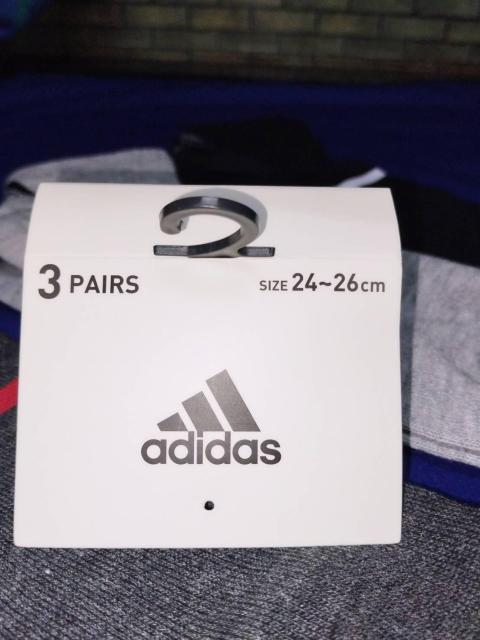 3 PAIRS
SIZE 24~26cm
adidas